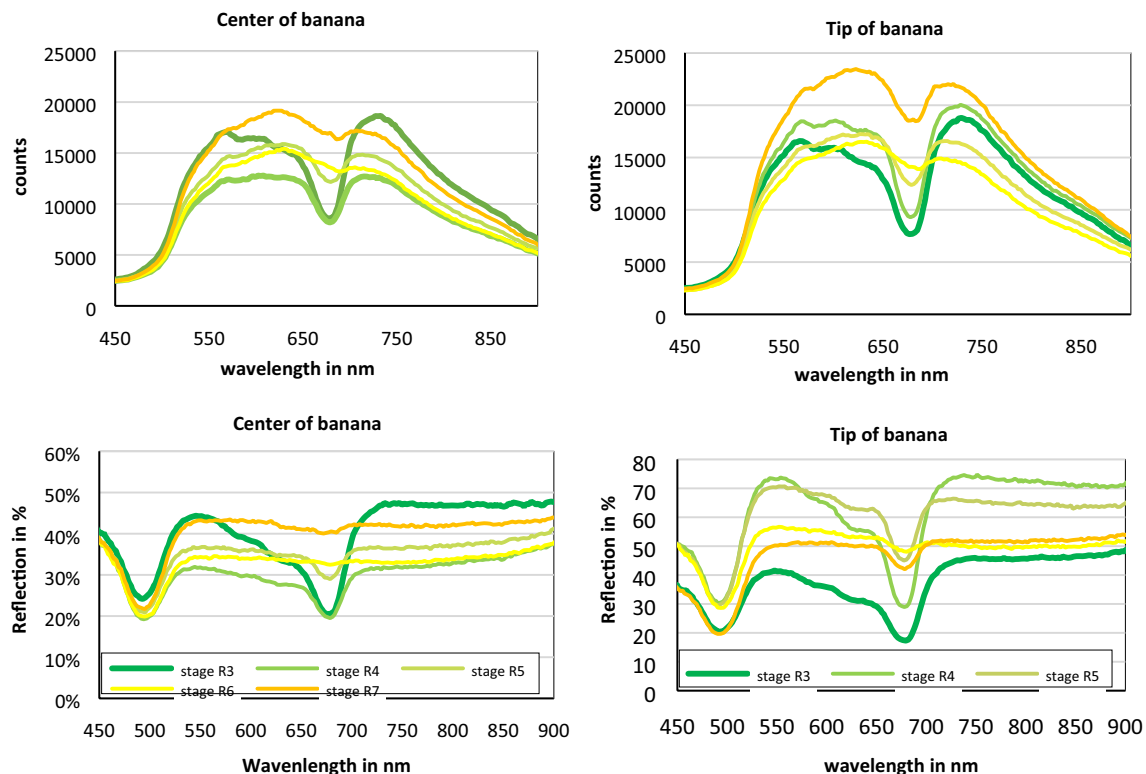 Center of banana
25000
20000
15000
10000
5000
0
counts
450 550 650 750 850
wavelength in nm
Tip of banana
25000
20000
15000
10000
5000
0
counts
450 550 650 750 850
wavelength in nm
Center of banana
60%
50%
40%
30%
20%
10%
0%
Reflection in %
stage R3 stage R4 stage R5
stage R6 stage R7
450 500 550 600 650 700 750 800 850 900
Wavenlength in nm
Tip of banana
80
70
60
50
40
30
20
10
0
Reflection in %
stage R3 stage R4 stage R5
450 500 550 600 650 700 750 800 850 900
wavelength in nm